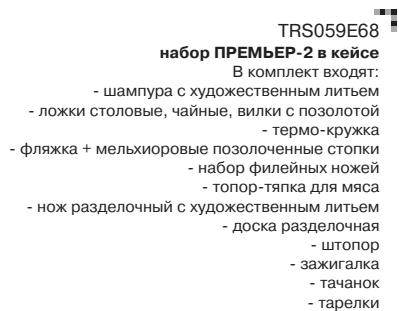 TRS059E68
набор ПРЕМЬЕР-2 в кейсе
В комплект входят:
- шампура с художественным литьем
- ложки столовые, чайные, вилки с позолотой
- термо-кружка
- фляжка + мельхиоровые позолоченные стопки
- набор филейных ножей
- топор-тяпка для мяса
- нож разделочный с художественным литьем
- доска разделочная
- штопор
- зажигалка
- тачанок
- тарелки